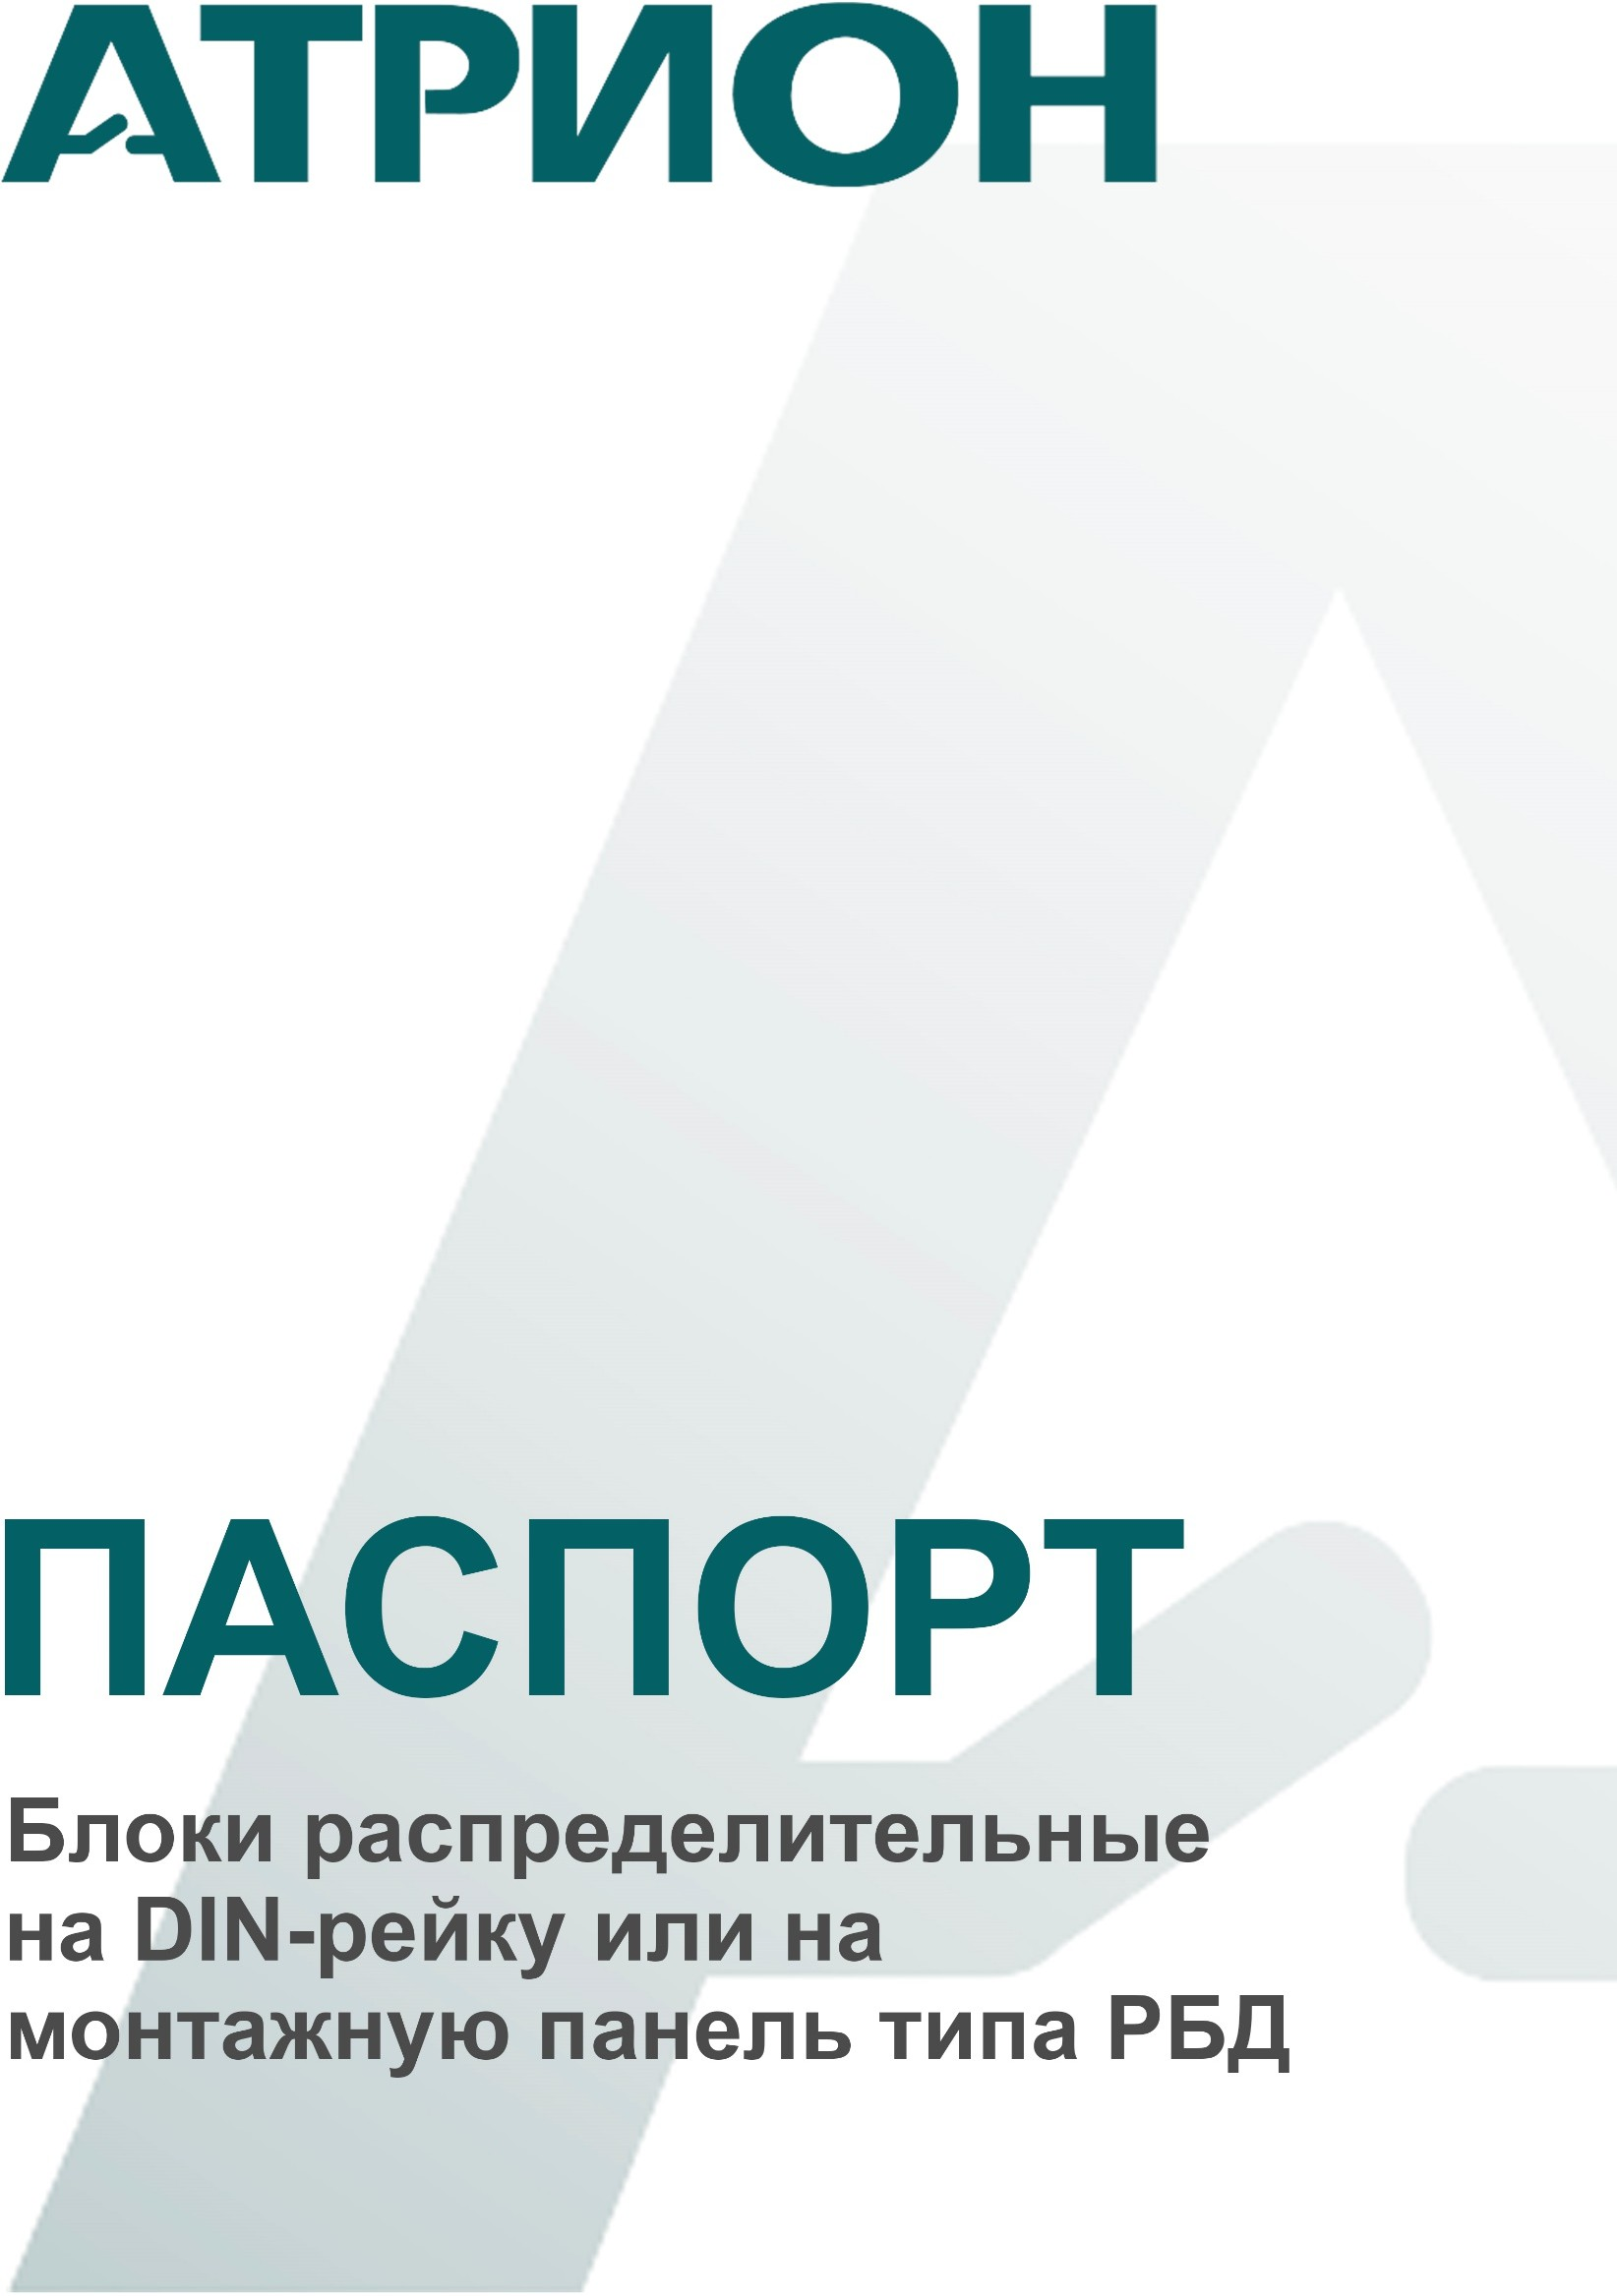 АТРИОН
ПАСПОРТ
Блоки распределительные
на DIN-рейку или на
монтажную панель типа РБД